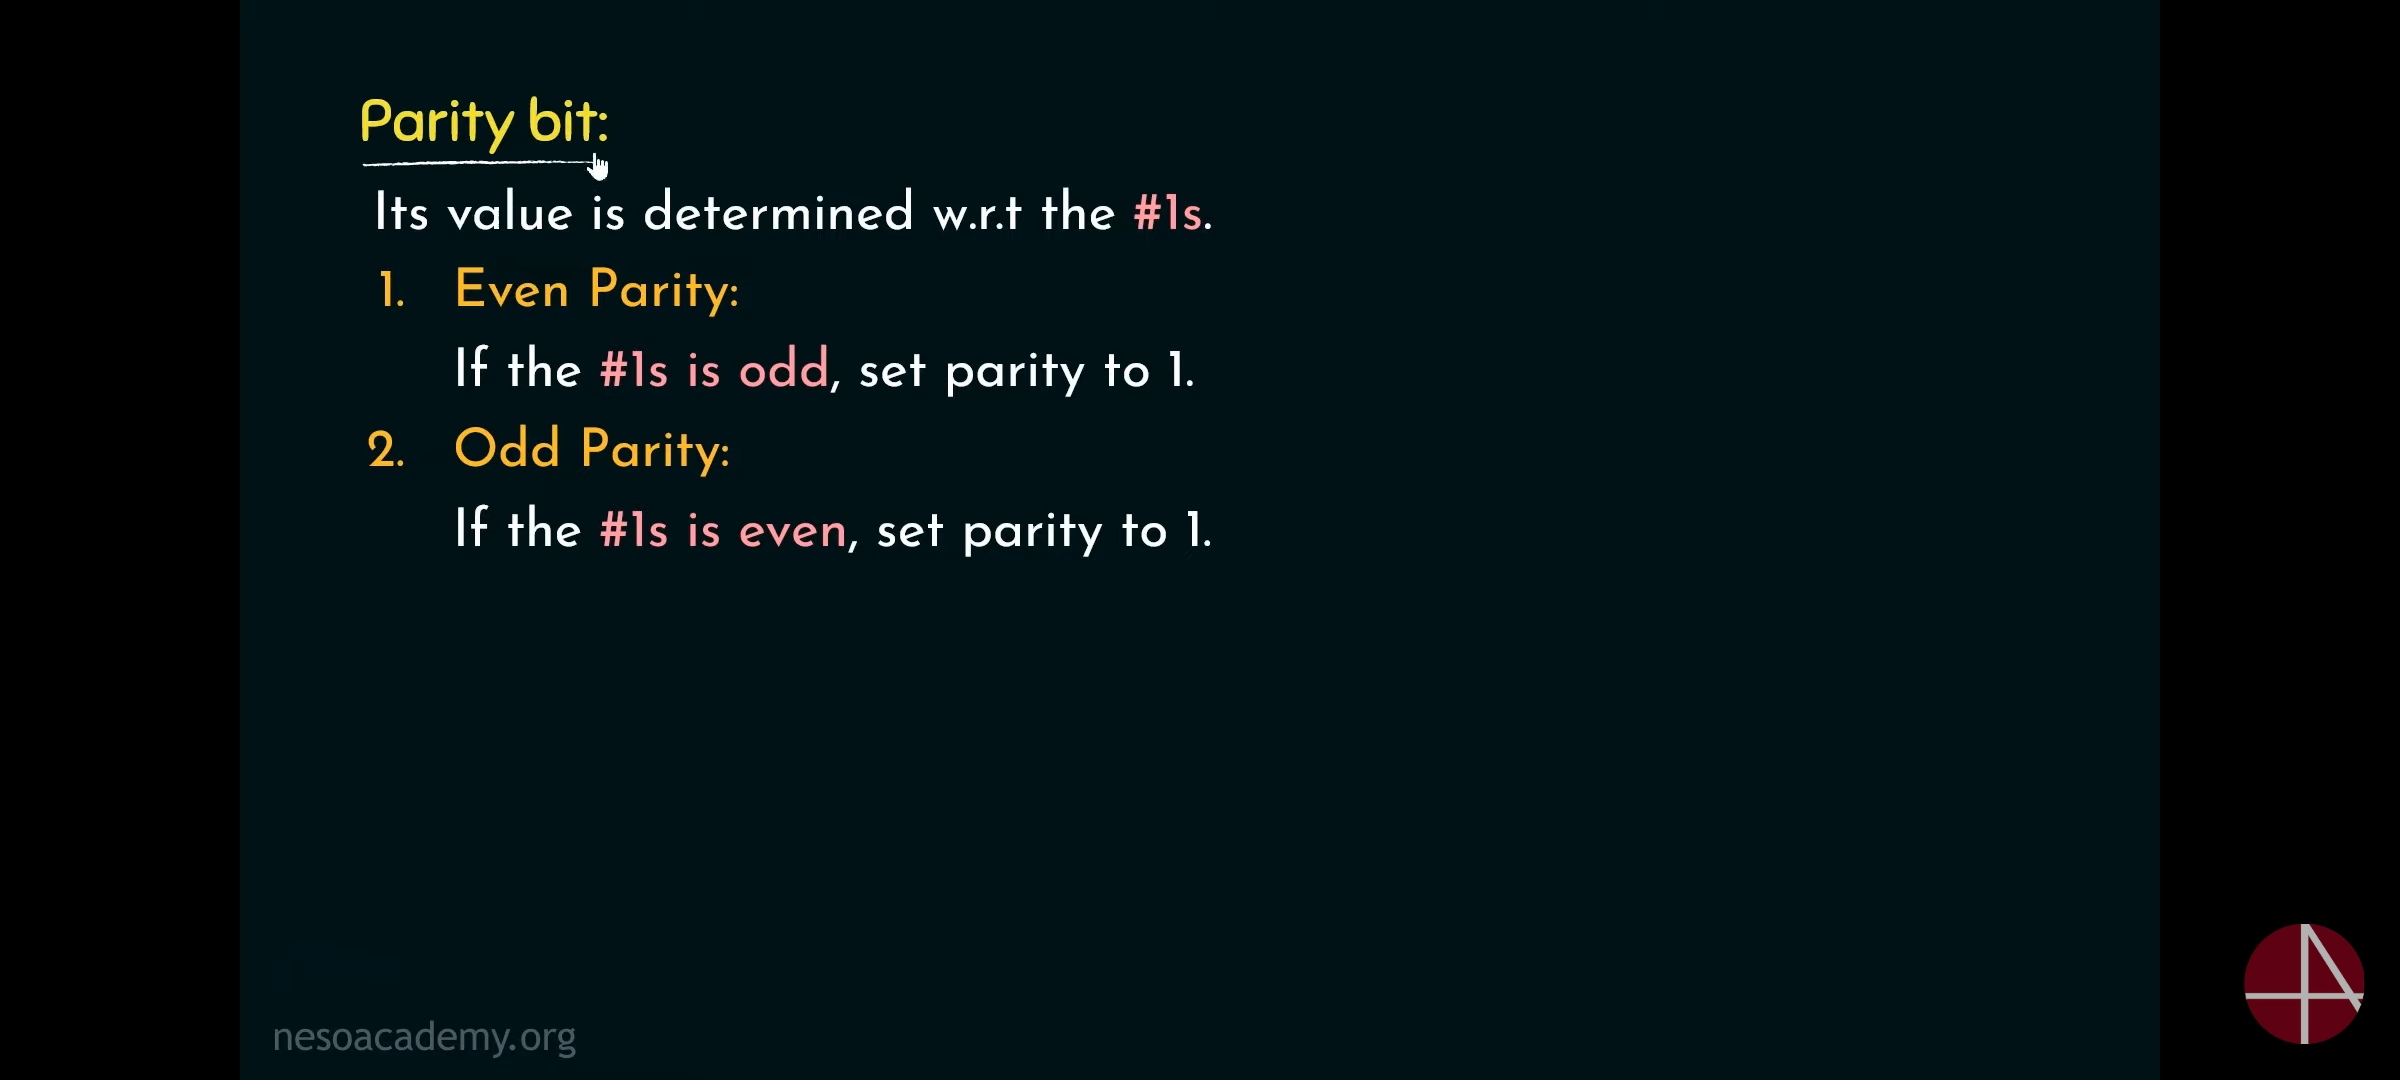 Parity bit:
Its value is determined w.r.t the #1s.
1. Even Parity:
If the #1s is odd, set parity to 1.
2. Odd Parity:
If the #1s is even, set parity to 1.
nesoacademy.org